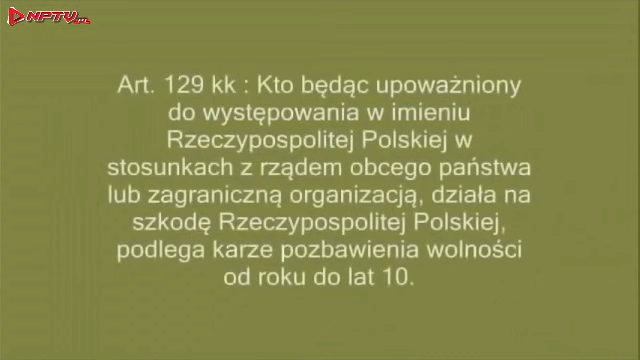 NPTV.PL
Art. 129 kk : Kto będąc upoważniony
do występowania w imieniu
Rzeczypospolitej Polskiej w
stosunkach z rządem obcego państwa
lub zagraniczną organizacją, działa na
szkodę Rzeczypospolitej Polskiej,
podlega karze pozbawienia wolności
od roku do lat 10.